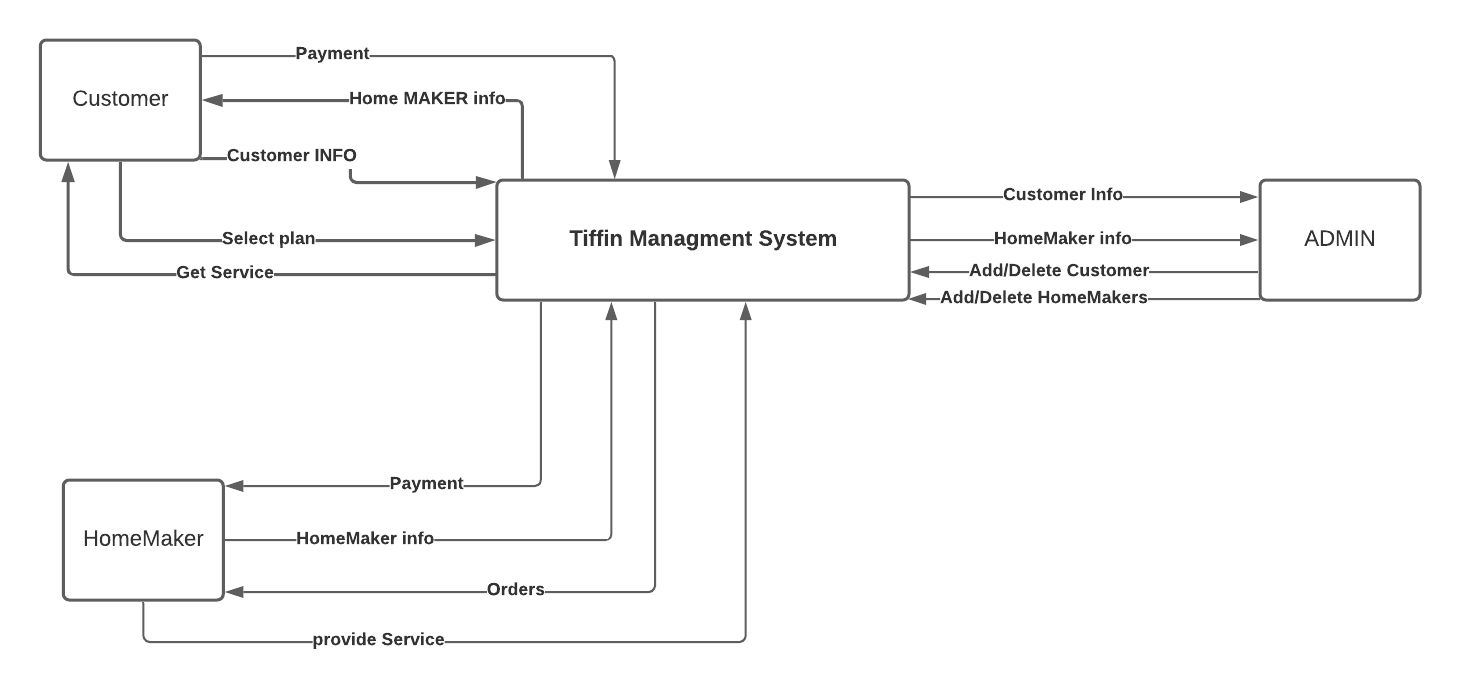 Payment
Customer
Home MAKER info
Customer INFO
Select plan
Get Service
Tiffin Managment System
Customer Info
HomeMaker info
Add/Delete Customer
Add/Delete HomeMakers
ADMIN
Payment
HomeMaker
HomeMaker info
Orders
provide Service